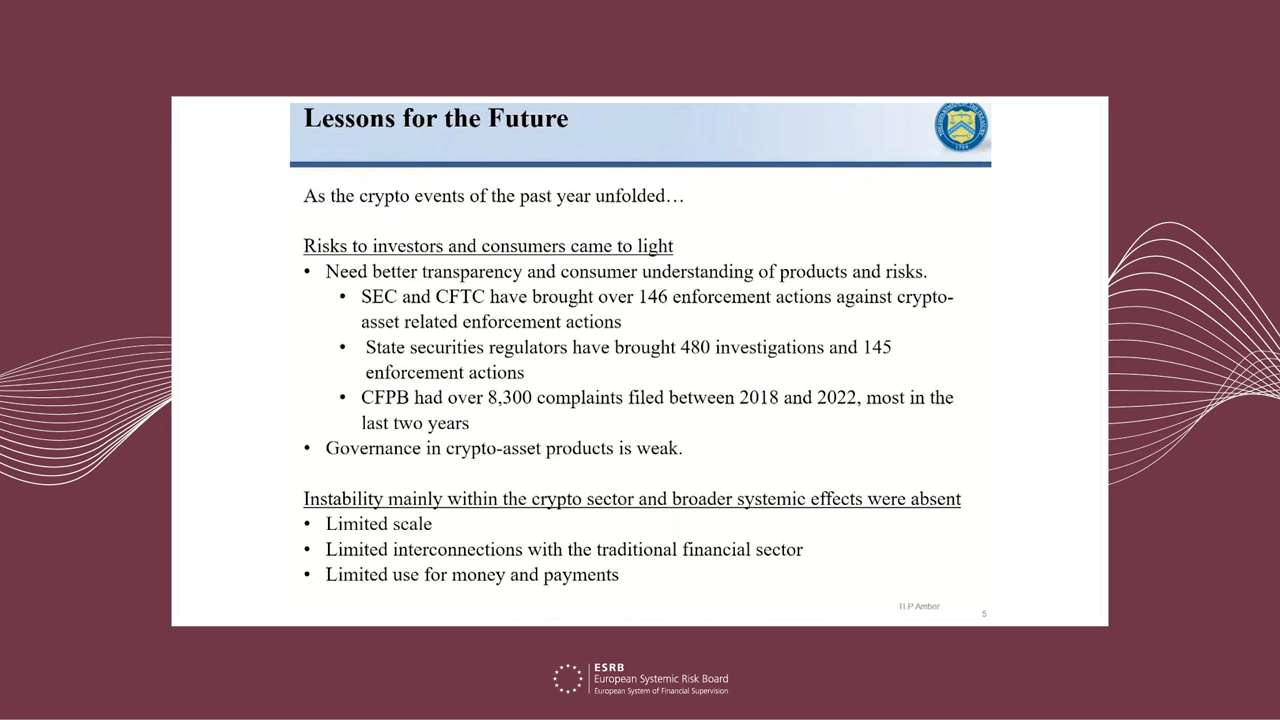 Lessons for the Future
As the crypto events of the past year unfolded…
Risks to investors and consumers came to light
• Need better transparency and consumer understanding of products and risks.
• SEC and CFTC have brought over 146 enforcement actions against crypto-
asset related enforcement actions
• State securities regulators have brought 480 investigations and 145
enforcement actions
• CFPB had over 8,300 complaints filed between 2018 and 2022, most in the
last two years
• Governance in crypto-asset products is weak.
Instability mainly within the crypto sector and broader systemic effects were absent
• Limited scale
• Limited interconnections with the traditional financial sector
• Limited use for money and payments
TLP Amber
5
ESRB
European Systemic Risk Board
European System of Financial Supervision